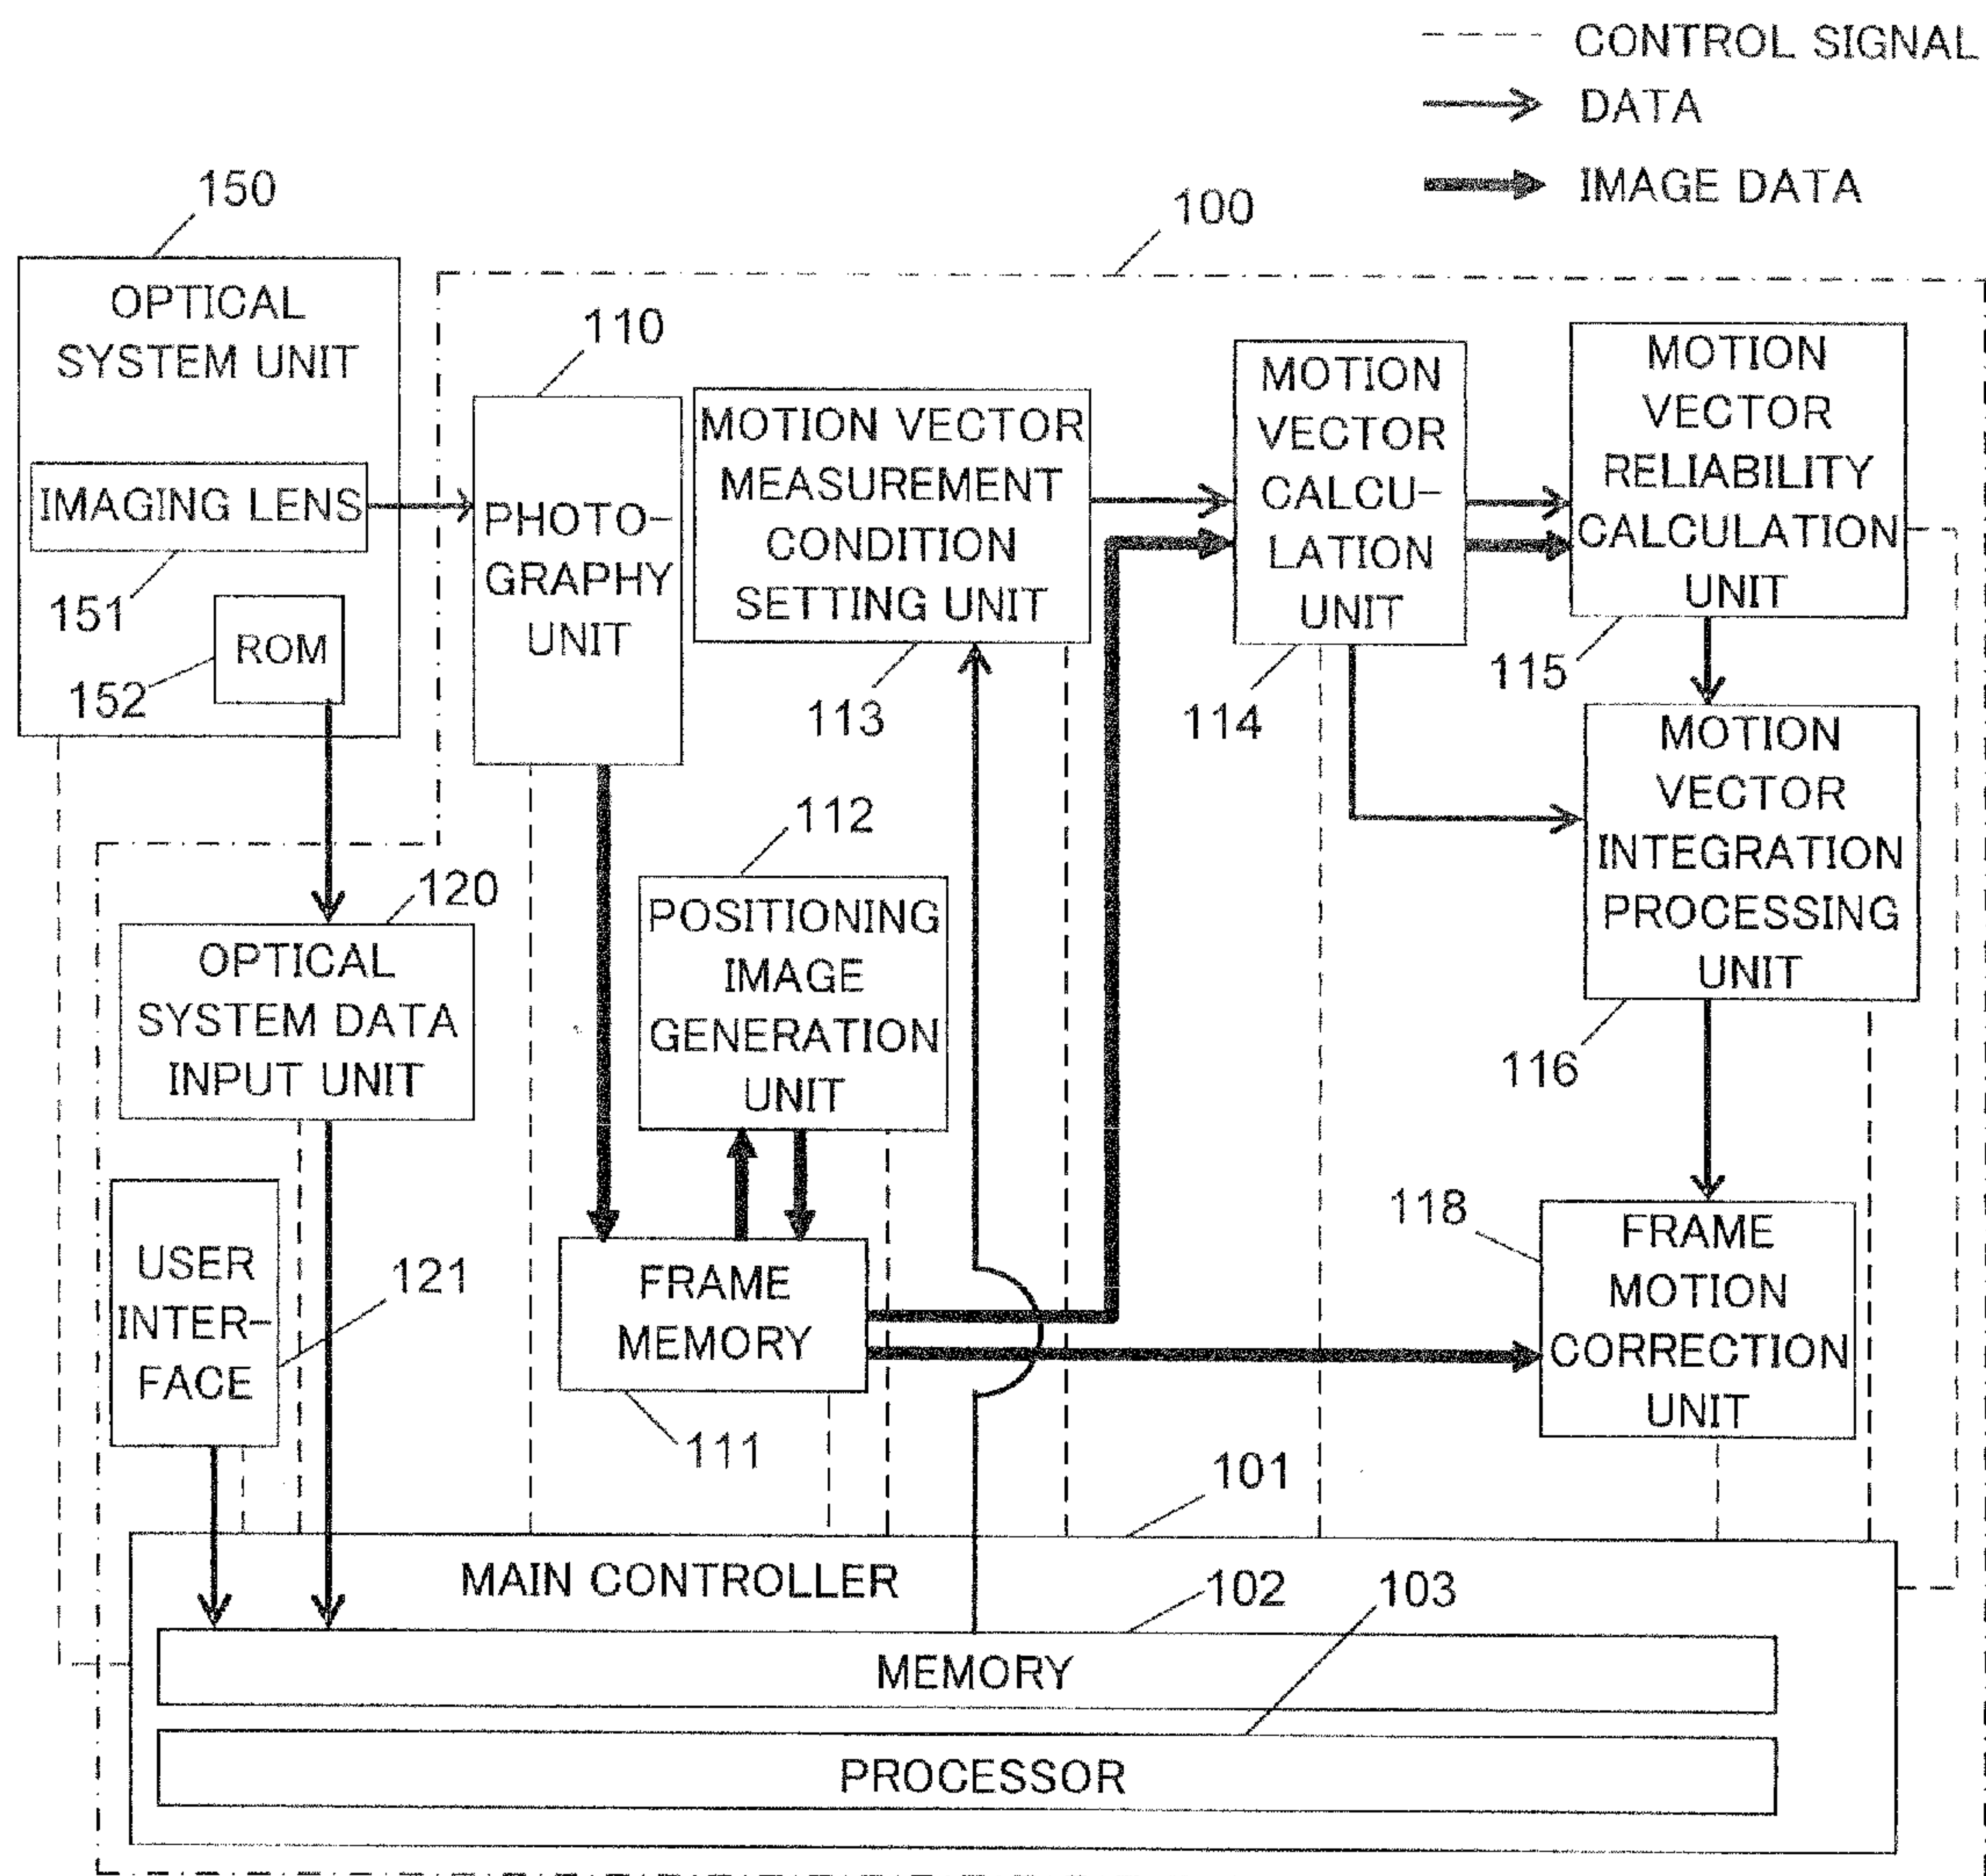 CONTROL SIGNAL
DATA
IMAGE DATA
150
100
OPTICAL
SYSTEM UNIT
IMAGING LENS
151
ROM
152
110
PHOTO-
GRAPHY
UNIT
MOTION VECTOR
MEASUREMENT
CONDITION
SETTING UNIT
113
MOTION
VECTOR
CALCU-
LATION
UNIT
114
MOTION
VECTOR
RELIABILITY
CALCULATION
UNIT
115
MOTION
VECTOR
INTEGRATION
PROCESSING
UNIT
116
112
POSITIONING
IMAGE
GENERATION
UNIT
120
OPTICAL
SYSTEM DATA
INPUT UNIT
USER
INTER-
FACE
121
FRAME
MEMORY
111
118
FRAME
MOTION
CORRECTION
UNIT
101
MAIN CONTROLLER
102
103
MEMORY
PROCESSOR